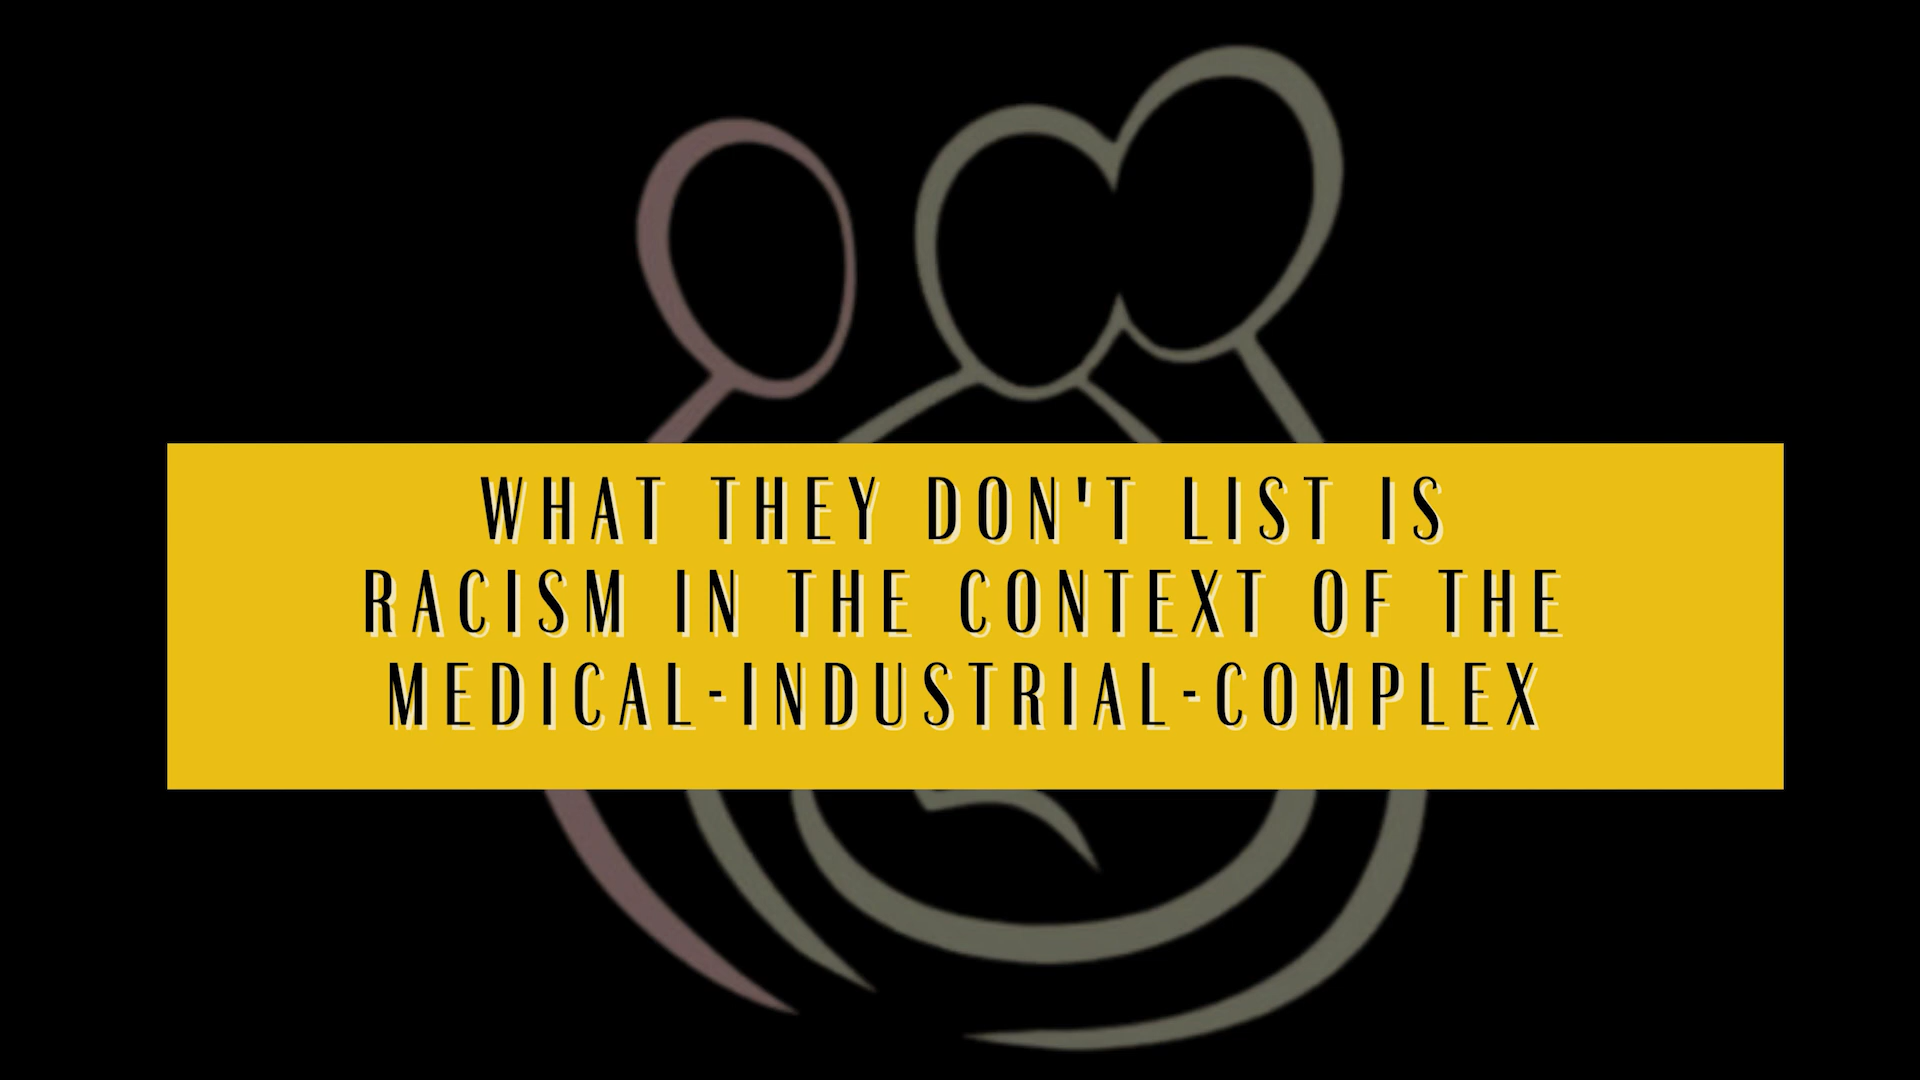 WHAT THEY DON'T LIST IS
RACISM IN THE CONTEXT OF THE
MEDICAL-INDUSTRIAL-COMPLEX